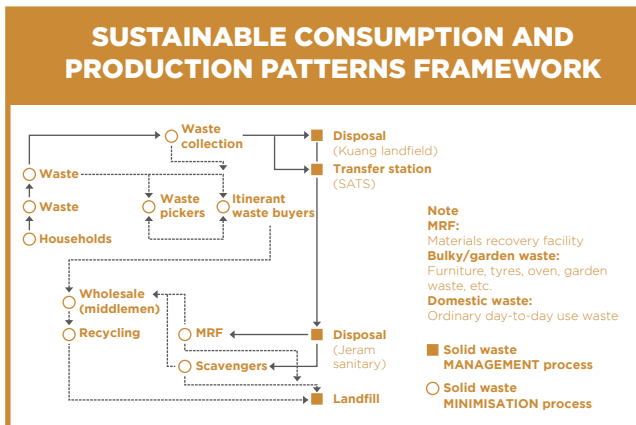 SUSTAINABLE CONSUMPTION AND
PRODUCTION PATTERNS FRAMEWORK
Waste
collection
Disposal
(Kuang landfield)
Transfer station
(SATS)
Waste
Waste
pickers
Itinerant
waste buyers
Waste
Households
Note
MRF:
Materials recovery facility
Bulky/garden waste:
Furniture, tyres, oven, garden
waste, etc.
Domestic waste:
Ordinary day-to-day use waste
Wholesale
(middlemen)
Recycling
MRF
Disposal
(Jeram
sanitary)
Scavengers
Landfill
Solid waste
MANAGEMENT process
Solid waste
MINIMISATION process